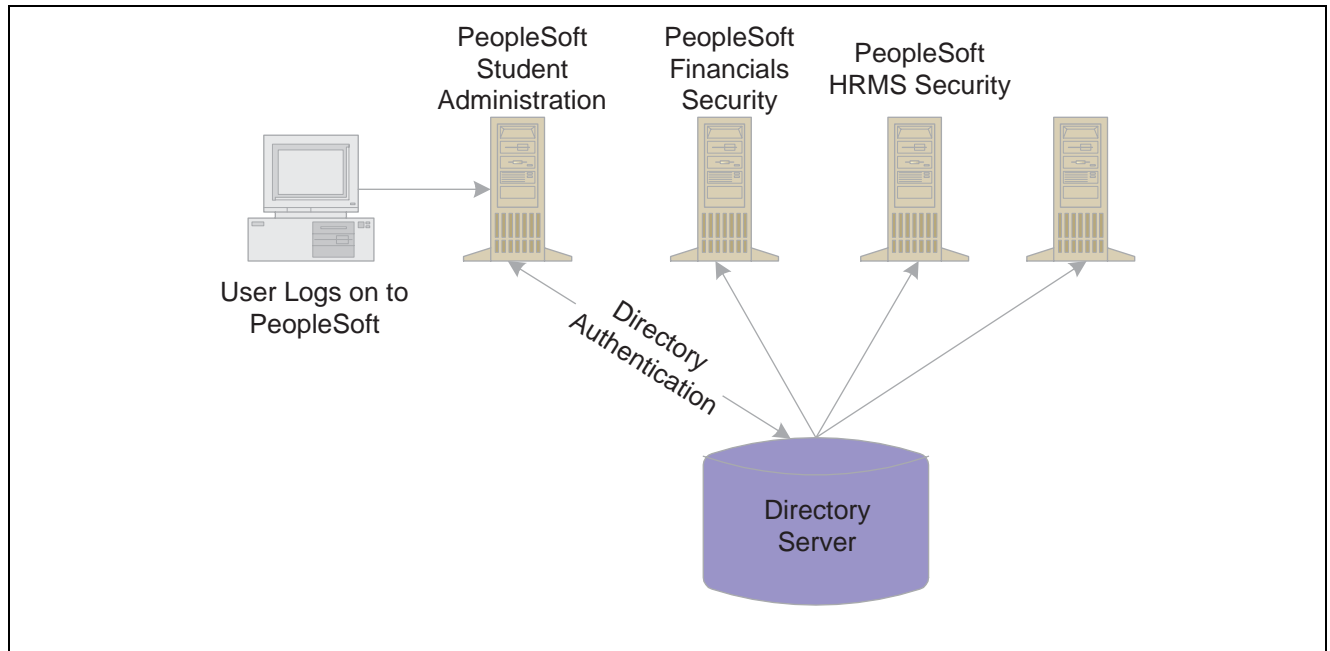 PeopleSoft
Student
Administration
PeopleSoft
Financials
Security
PeopleSoft
HRMS Security
User Logs on to
PeopleSoft
Directory
Authentication
Directory
Server